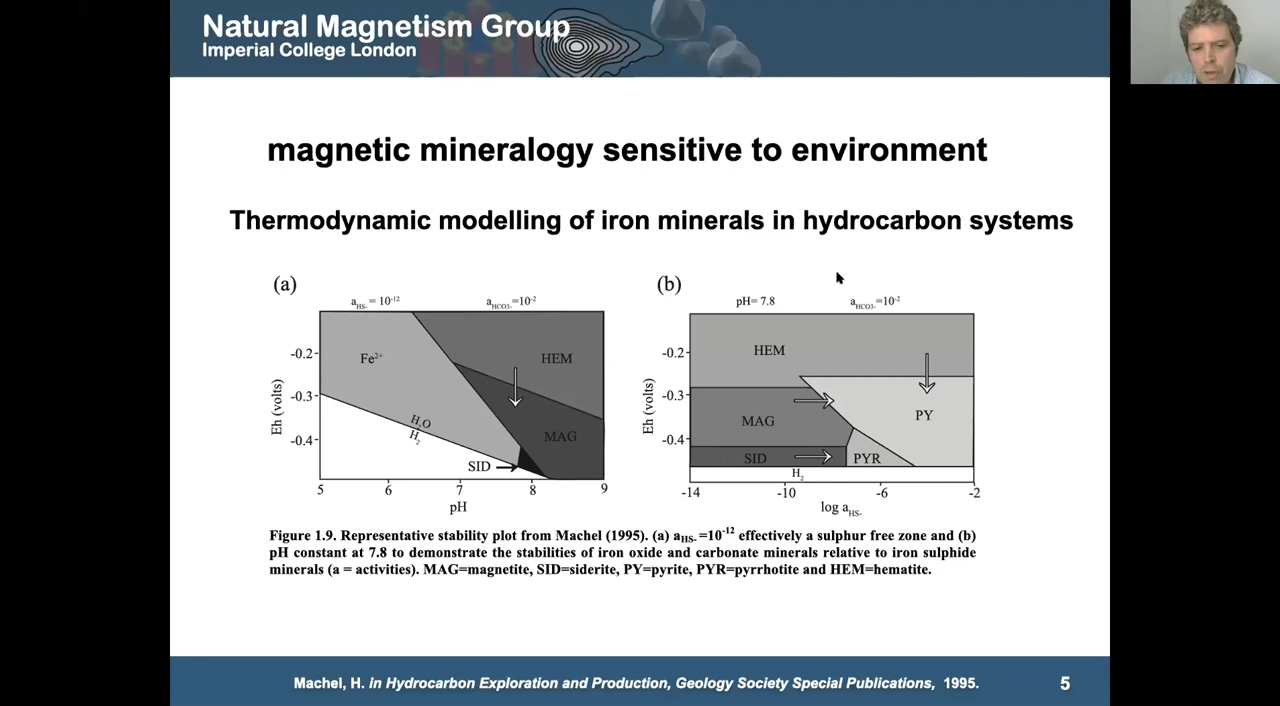 Natural Magnetism Group
Imperial College London
magnetic mineralogy sensitive to environment
Thermodynamic modelling of iron minerals in hydrocarbon systems
(a)
a_HS- = 10^-12
a_HCO3- =10^-2
-0.2
-0.3
-0.4
Eh (volts)
Fe²⁺
HEM
MAG
H₂O
H₂
SID
5 6 7 8 9
pH
(b)
pH= 7.8
a_HCO3- =10^-2
-0.2
-0.3
-0.4
Eh (volts)
HEM
MAG
PY
SID
PYR
H₂
-14 -10 -6 -2
log a_HS-
Figure 1.9. Representative stability plot from Machel (1995). (a) a_HS- =10^-12 effectively a sulphur free zone and (b)
pH constant at 7.8 to demonstrate the stabilities of iron oxide and carbonate minerals relative to iron sulphide
minerals (a = activities). MAG=magnetite, SID=siderite, PY=pyrite, PYR=pyrrhotite and HEM=hematite.
Machel, H. in Hydrocarbon Exploration and Production, Geology Society Special Publications, 1995.
5